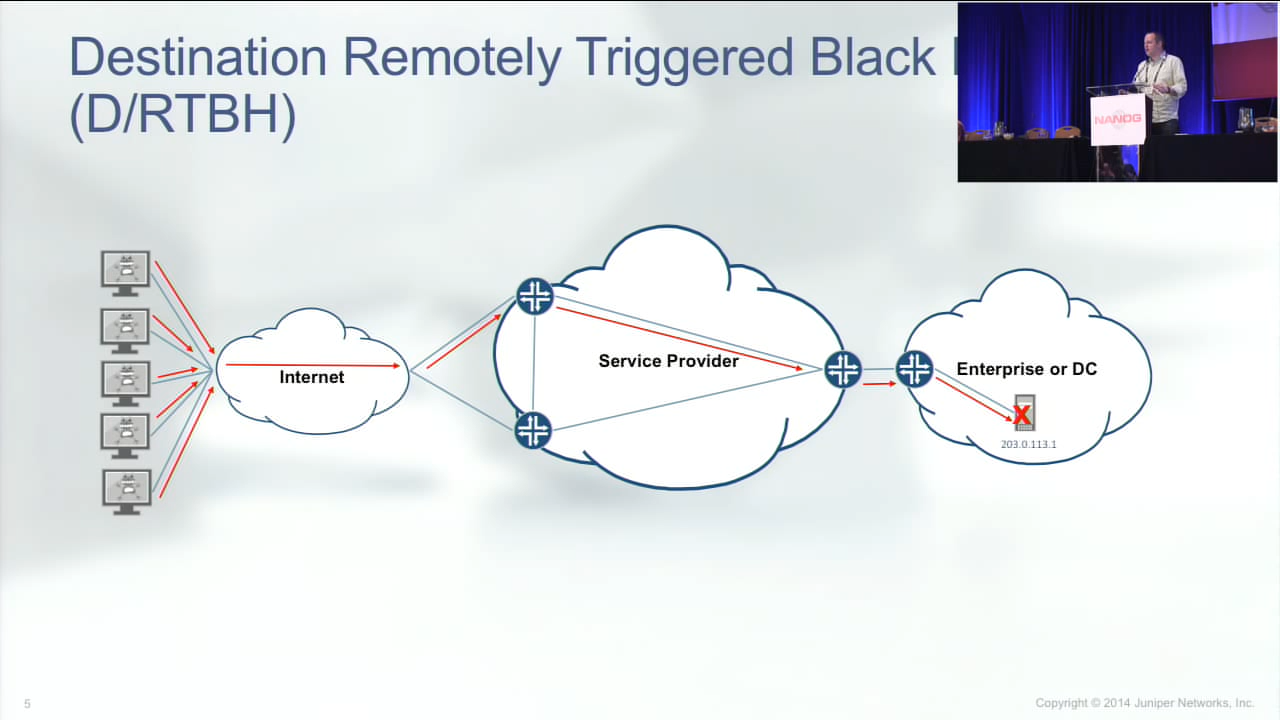 Destination Remotely Triggered Black
(D/RTBH)
NANOG
Internet
Service Provider
Enterprise or DC
203.0.113.1
5
Copyright © 2014 Juniper Networks, Inc.